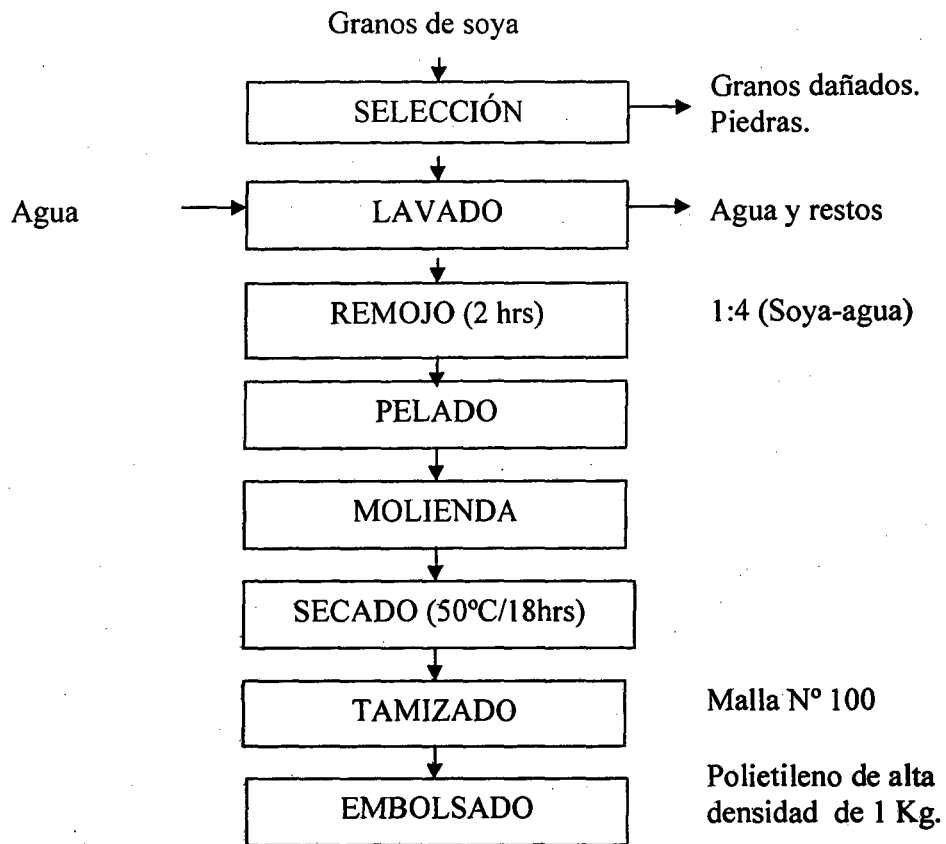 Granos de soya
SELECCIÓN
Granos dañados.
Piedras.
Agua
LAVADO
Agua y restos
REMOJO (2 hrs)
1:4 (Soya-agua)
PELADO
MOLIENDA
SECADO (50ºC/18hrs)
TAMIZADO
Malla Nº 100
EMBOLSADO
Polietileno de alta
densidad de 1 Kg.